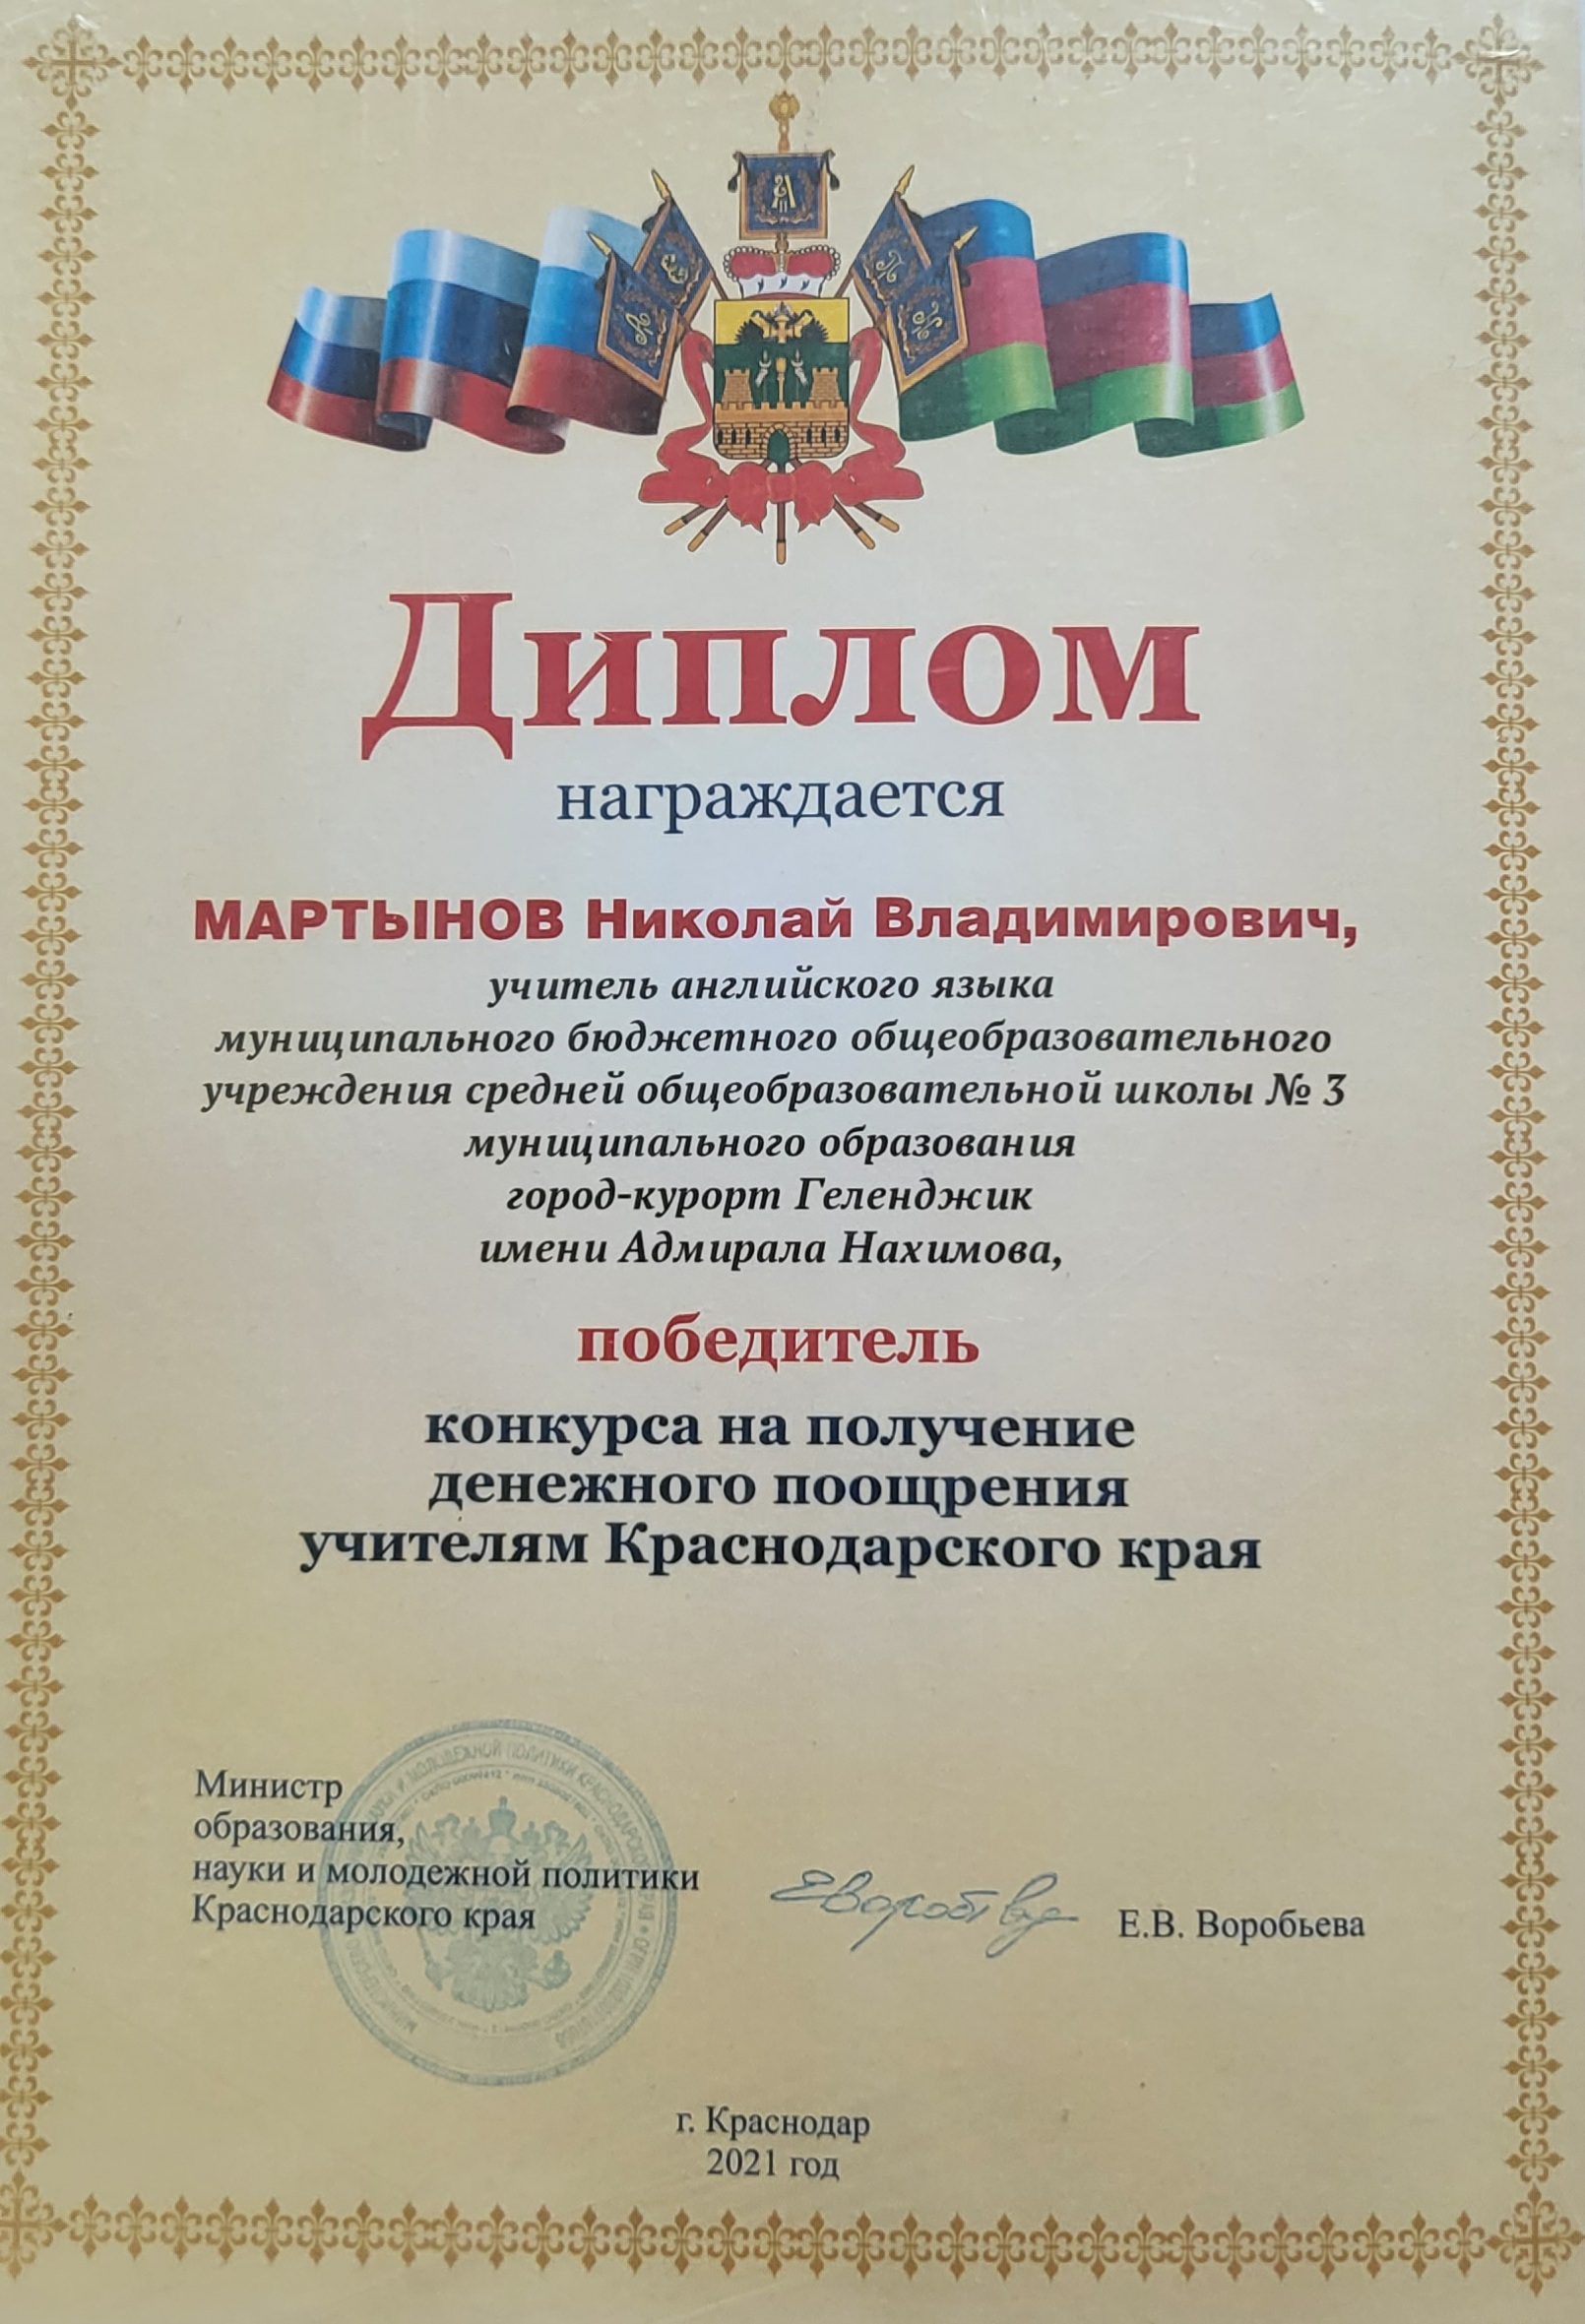 Диплом
награждается
МАРТЫНОВ Николай Владимирович,
учитель английского языка
муниципального бюджетного общеобразовательного
учреждения средней общеобразовательной школы № 3
муниципального образования
город-курорт Геленджик
имени Адмирала Нахимова,
победитель
конкурса на получение
денежного поощрения
учителям Краснодарского края
Министр
образования,
науки и молодежной политики
Краснодарского края
Е.В. Воробьева
г. Краснодар
2021 год